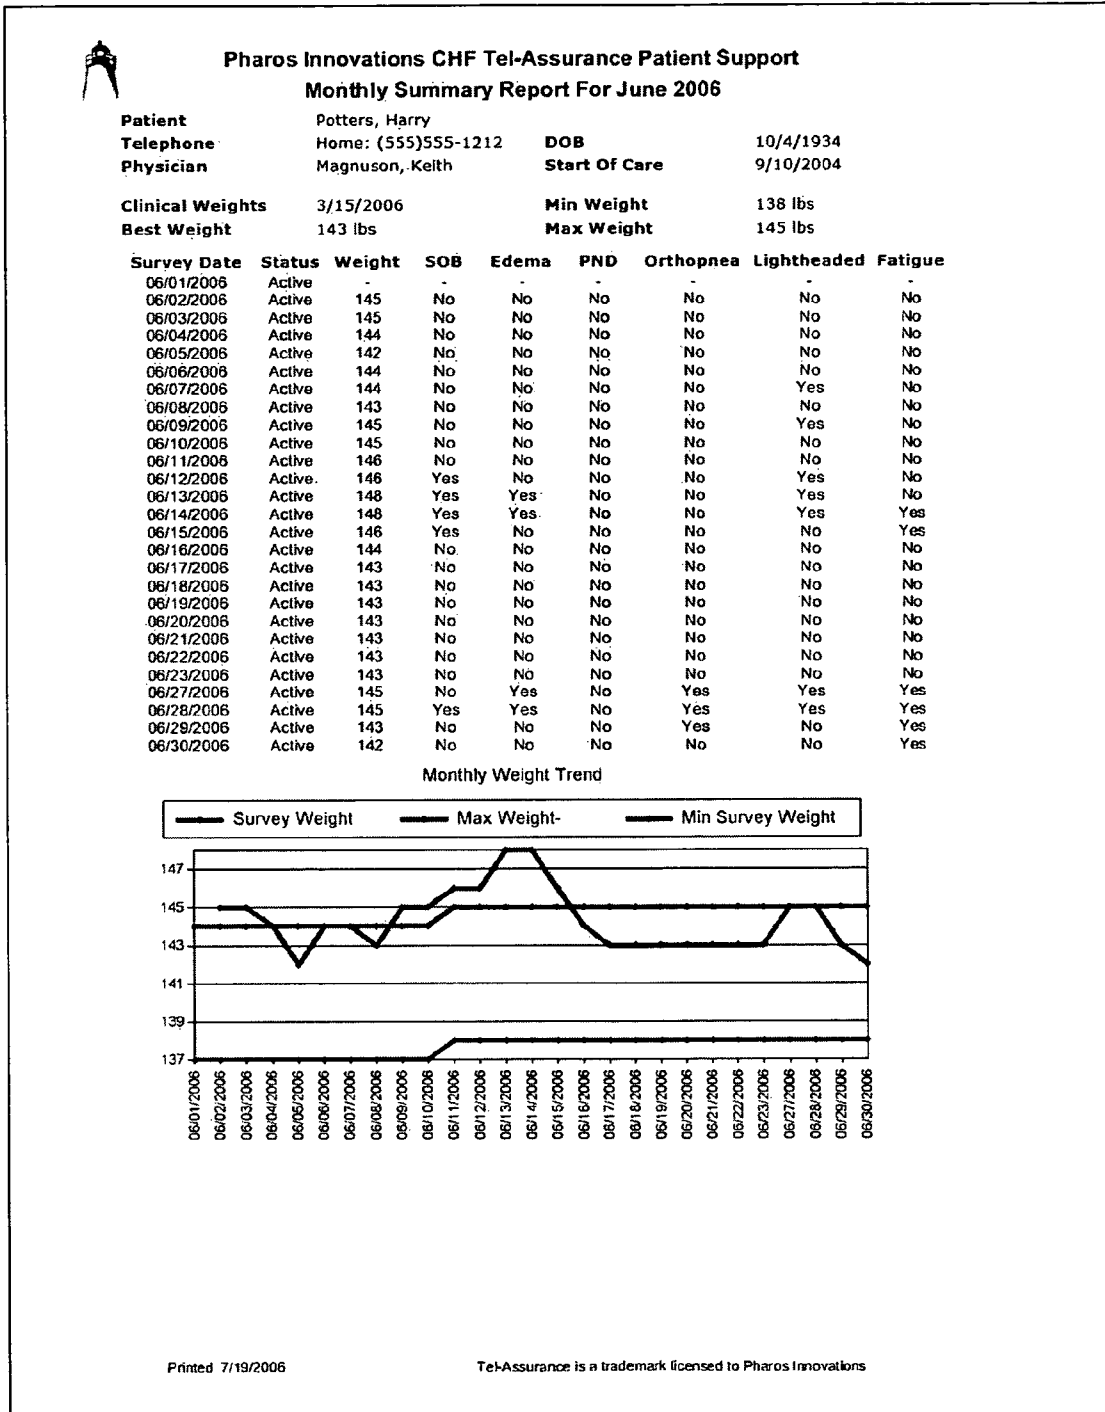 Pharos Innovations CHF Tel-Assurance Patient Support
Monthly Summary Report For June 2006
Patient Potters, Harry
Telephone Home: (555)555-1212 DOB 10/4/1934
Physician Magnuson, Keith Start Of Care 9/10/2004
Clinical Weights 3/15/2006 Min Weight 138 lbs
Best Weight 143 lbs Max Weight 145 lbs
Survey Date Status Weight SOB Edema PND Orthopnea Lightheaded Fatigue
06/01/2006 Active - - - - - - -
06/02/2006 Active 145 No No No No No No
06/03/2006 Active 145 No No No No No No
06/04/2006 Active 144 No No No No No No
06/05/2006 Active 142 No No No No No No
06/06/2006 Active 144 No No No No No No
06/07/2006 Active 144 No No No No Yes No
06/08/2006 Active 143 No No No No No No
06/09/2006 Active 145 No No No No Yes No
06/10/2006 Active 145 No No No No No No
06/11/2006 Active 146 No No No No No No
06/12/2006 Active 146 Yes No No No Yes No
06/13/2006 Active 148 Yes Yes No No Yes No
06/14/2006 Active 148 Yes Yes No No Yes Yes
06/15/2006 Active 146 Yes No No No No Yes
06/16/2006 Active 144 No No No No No No
06/17/2006 Active 143 No No No No No No
06/18/2006 Active 143 No No No No No No
06/19/2006 Active 143 No No No No No No
06/20/2006 Active 143 No No No No No No
06/21/2006 Active 143 No No No No No No
06/22/2006 Active 143 No No No No No No
06/23/2006 Active 143 No No No No No No
06/27/2006 Active 145 No Yes No Yes Yes Yes
06/28/2006 Active 145 Yes Yes No Yes Yes Yes
06/29/2006 Active 143 No No No Yes No Yes
06/30/2006 Active 142 No No No No No Yes
Monthly Weight Trend
Survey Weight Max Weight- Min Survey Weight
147
145
143
141
139
137
06/01/2006
06/02/2006
06/03/2006
06/04/2006
06/05/2006
06/06/2006
06/07/2006
06/08/2006
06/09/2006
06/10/2006
06/11/2006
06/12/2006
06/13/2006
06/14/2006
06/15/2006
06/16/2006
06/17/2006
06/18/2006
06/19/2006
06/20/2006
06/21/2006
06/22/2006
06/23/2006
06/27/2006
06/28/2006
06/29/2006
06/30/2006
Printed 7/19/2006 Tel-Assurance is a trademark licensed to Pharos Innovations